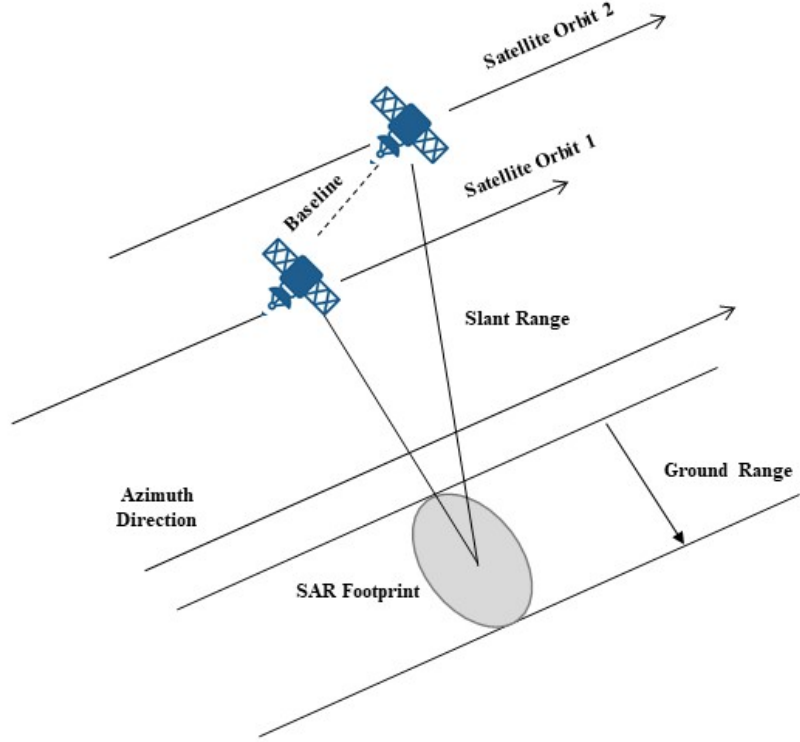 Satellite Orbit 2
Satellite Orbit 1
Baseline
Slant Range
Ground Range
Azimuth
Direction
SAR Footprint